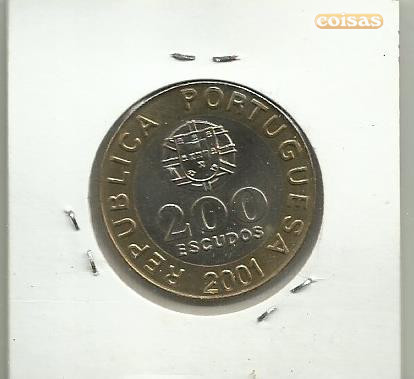 coisas
REPUBLICA PORTUGUESA
200
ESCUDOS
2001